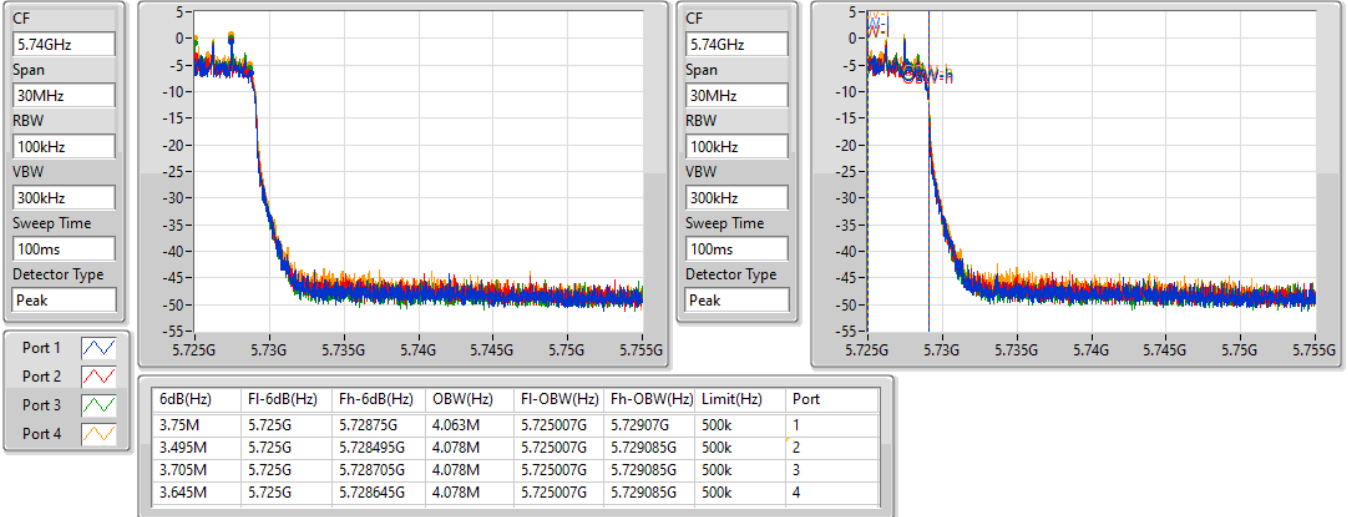 CF
5.74GHz
Span
30MHz
RBW
100kHz
VBW
300kHz
Sweep Time
100ms
Detector Type
Peak
5
0
-5
-10
-15
-20
-25
-30
-35
-40
-45
-50
-55
5.725G 5.73G 5.735G 5.74G 5.745G 5.75G 5.755G
CF
5.74GHz
Span
30MHz
RBW
100kHz
VBW
300kHz
Sweep Time
100ms
Detector Type
Peak
5
0
-5
-10
-15
-20
-25
-30
-35
-40
-45
-50
-55
5.725G 5.73G 5.735G 5.74G 5.745G 5.75G 5.755G
Port 1
Port 2
Port 3
Port 4
6dB(Hz) Fl-6dB(Hz) Fh-6dB(Hz) OBW(Hz) Fl-OBW(Hz) Fh-OBW(Hz) Limit(Hz) Port
3.75M 5.725G 5.72875G 4.063M 5.725007G 5.72907G 500k 1
3.495M 5.725G 5.728495G 4.078M 5.725007G 5.729085G 500k 2
3.705M 5.725G 5.728705G 4.078M 5.725007G 5.729085G 500k 3
3.645M 5.725G 5.728645G 4.078M 5.725007G 5.729085G 500k 4